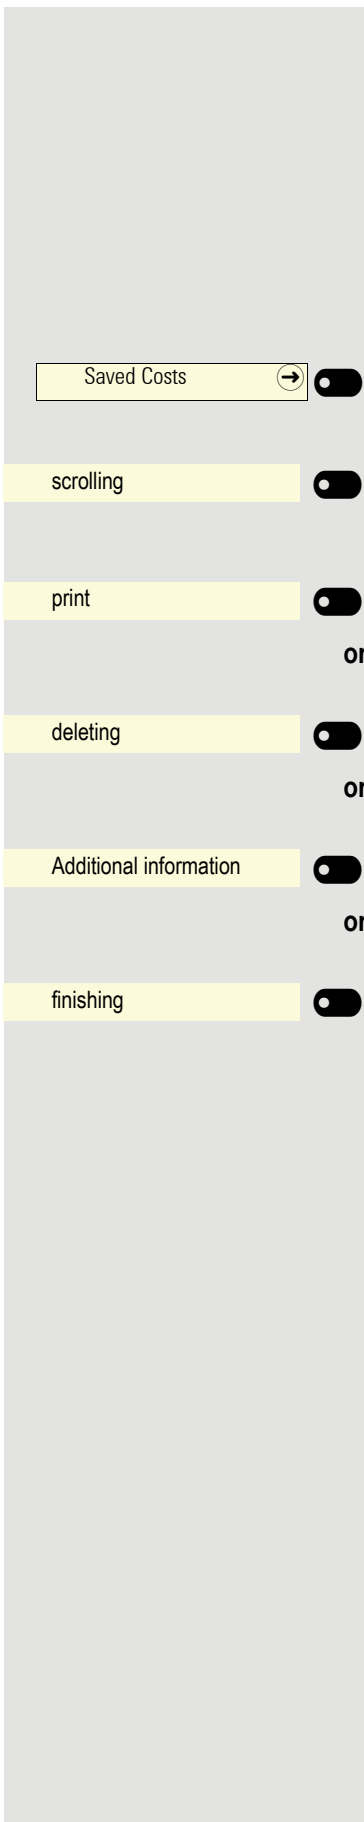 Saved Costs
scrolling
print
or
deleting
or
Additional information
or
finishing